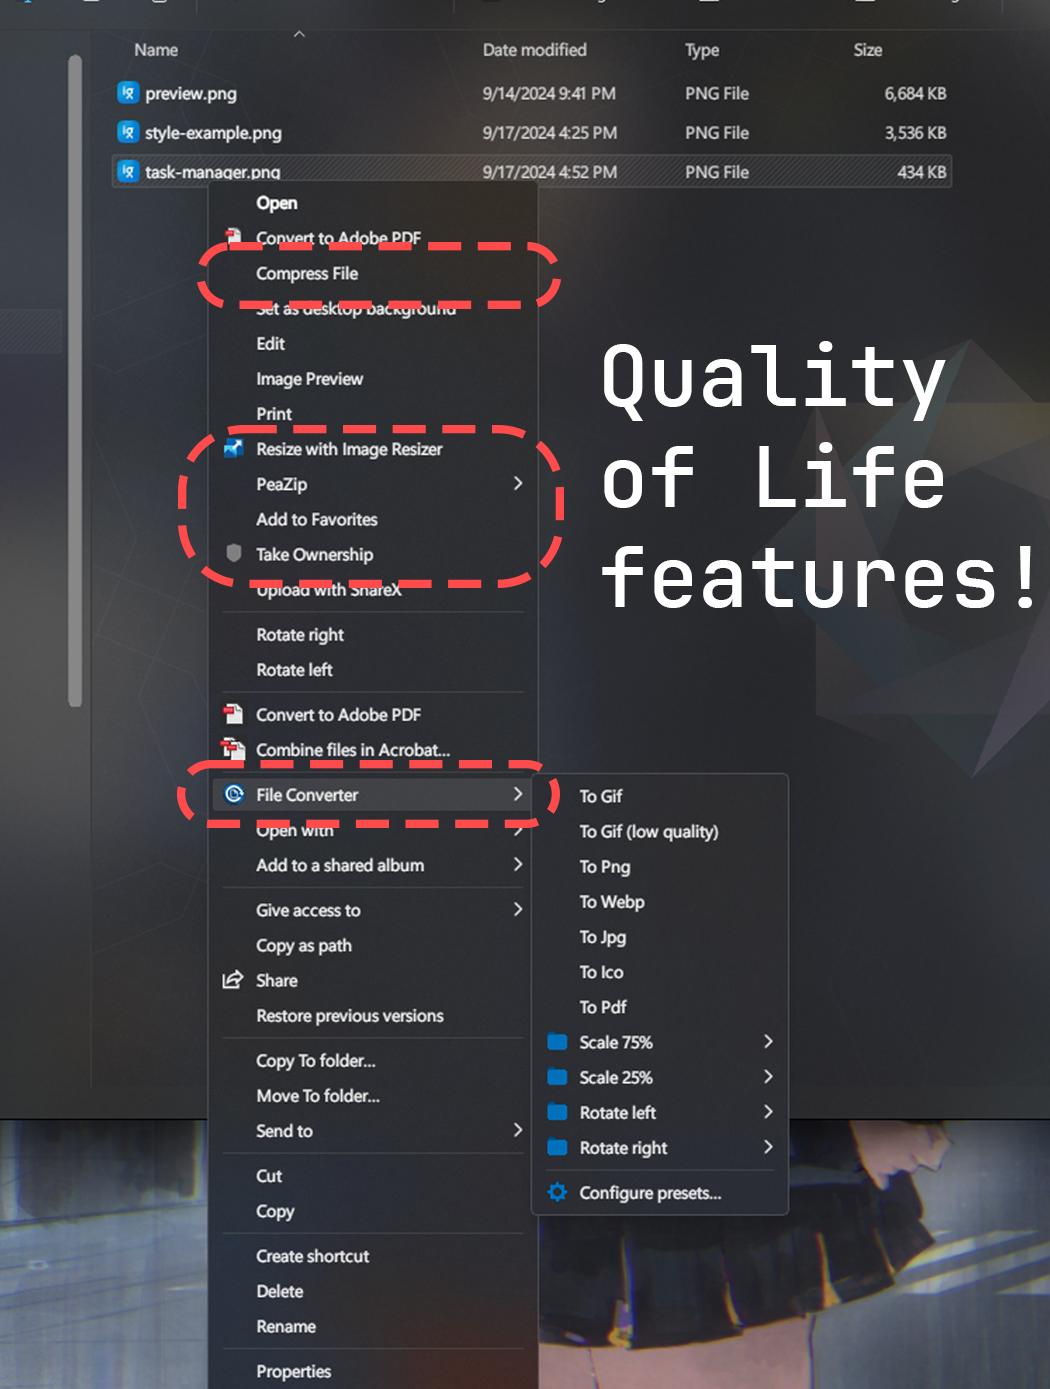 Name Date modified Type Size
preview.png 9/14/2024 9:41 PM PNG File 6,684 KB
style-example.png 9/17/2024 4:25 PM PNG File 3,536 KB
task-manager.png 9/17/2024 4:52 PM PNG File 434 KB
Open
Convert to Adobe PDF
Compress File
Set as desktop background
Edit
Image Preview
Print
Resize with Image Resizer
PeaZip
Add to Favorites
Take Ownership
Upload with ShareX
Rotate right
Rotate left
Convert to Adobe PDF
Combine files in Acrobat...
File Converter
Open with
Add to a shared album
Give access to
Copy as path
Share
Restore previous versions
Copy To folder...
Move To folder...
Send to
Cut
Copy
Create shortcut
Delete
Rename
Properties
To Gif
To Gif (low quality)
To Png
To Webp
To Jpg
To Ico
To Pdf
Scale 75%
Scale 25%
Rotate left
Rotate right
Configure presets...
Quality
of Life
features!